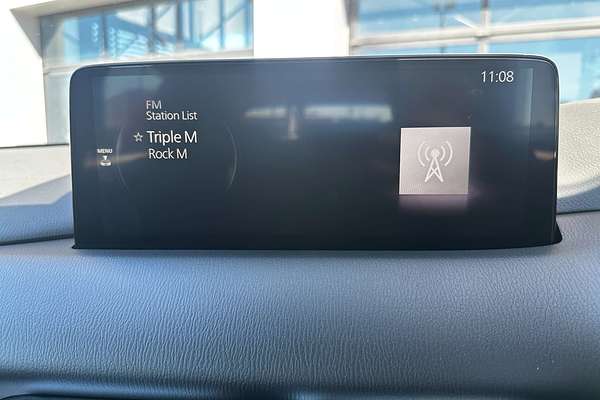 11:08
FM
Station List
☆ Triple M
Rock M
MENU